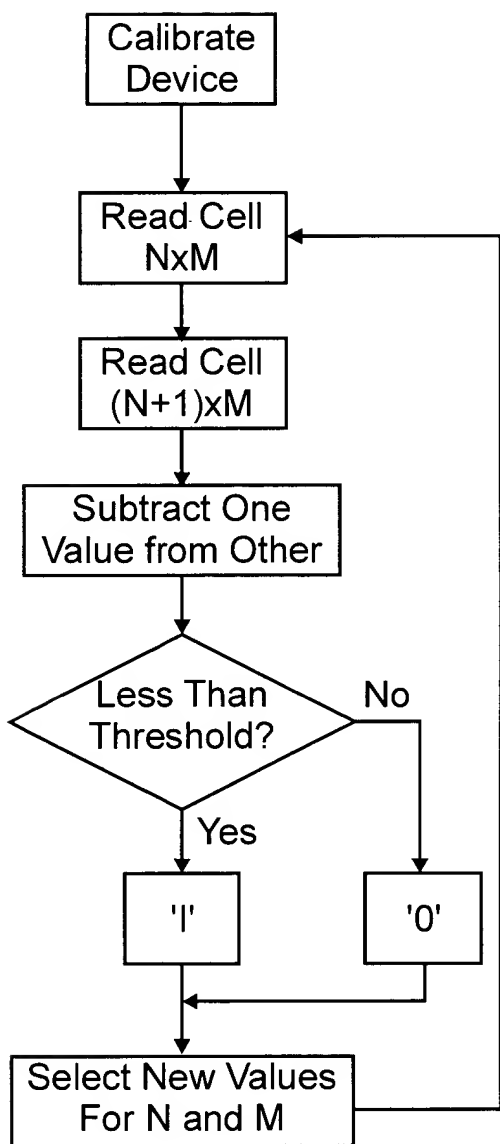 Calibrate
Device
Read Cell
NxM
Read Cell
(N+1)xM
Subtract One
Value from Other
Less Than
Threshold?
No
Yes
'I'
'0'
Select New Values
For N and M